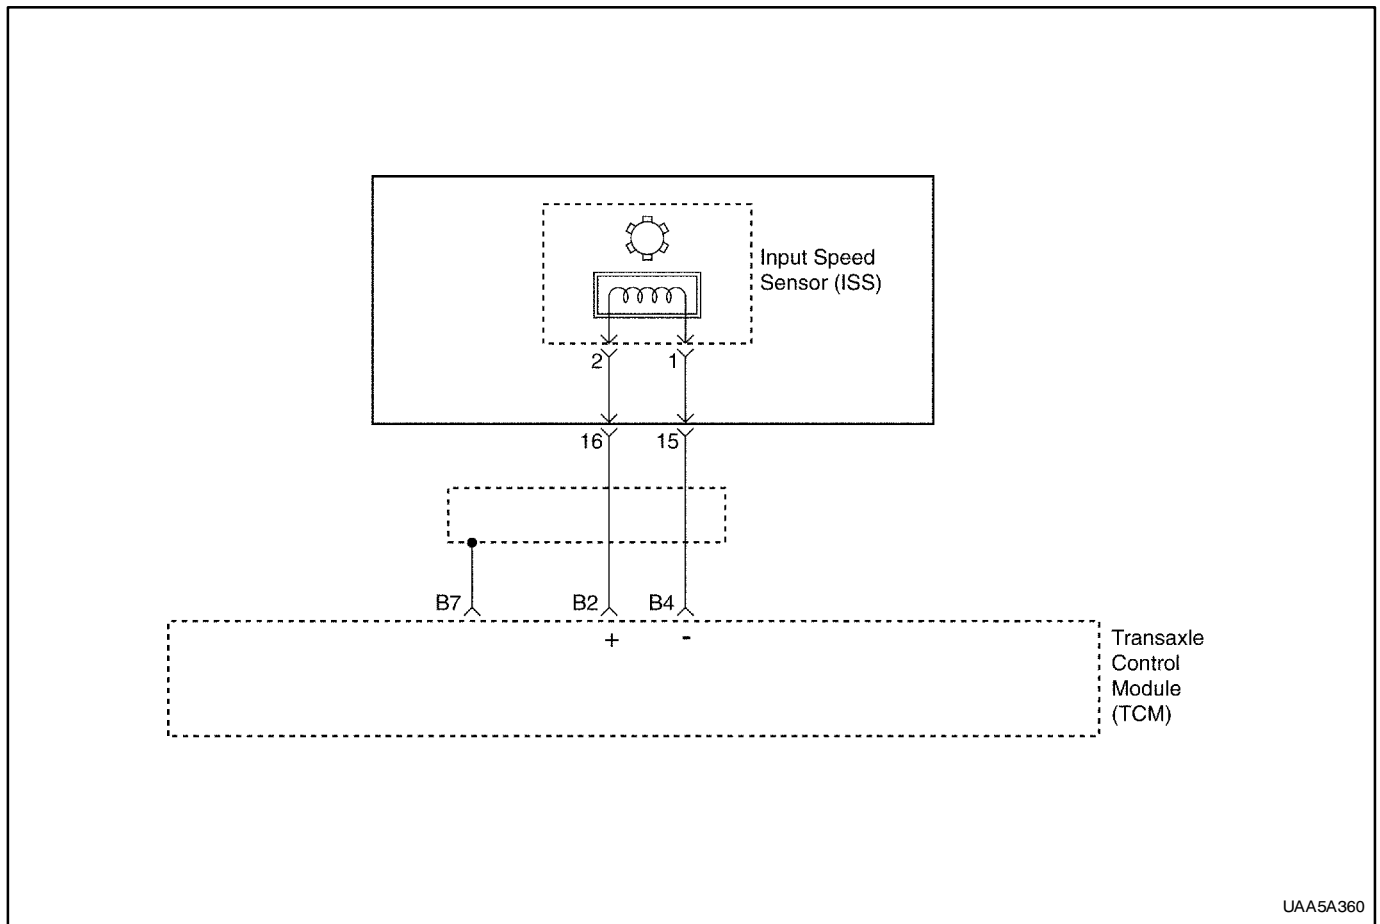 Input Speed
Sensor (ISS)
2 1
16 15
B7 B2 B4
+ -
Transaxle
Control
Module
(TCM)
UAA5A360